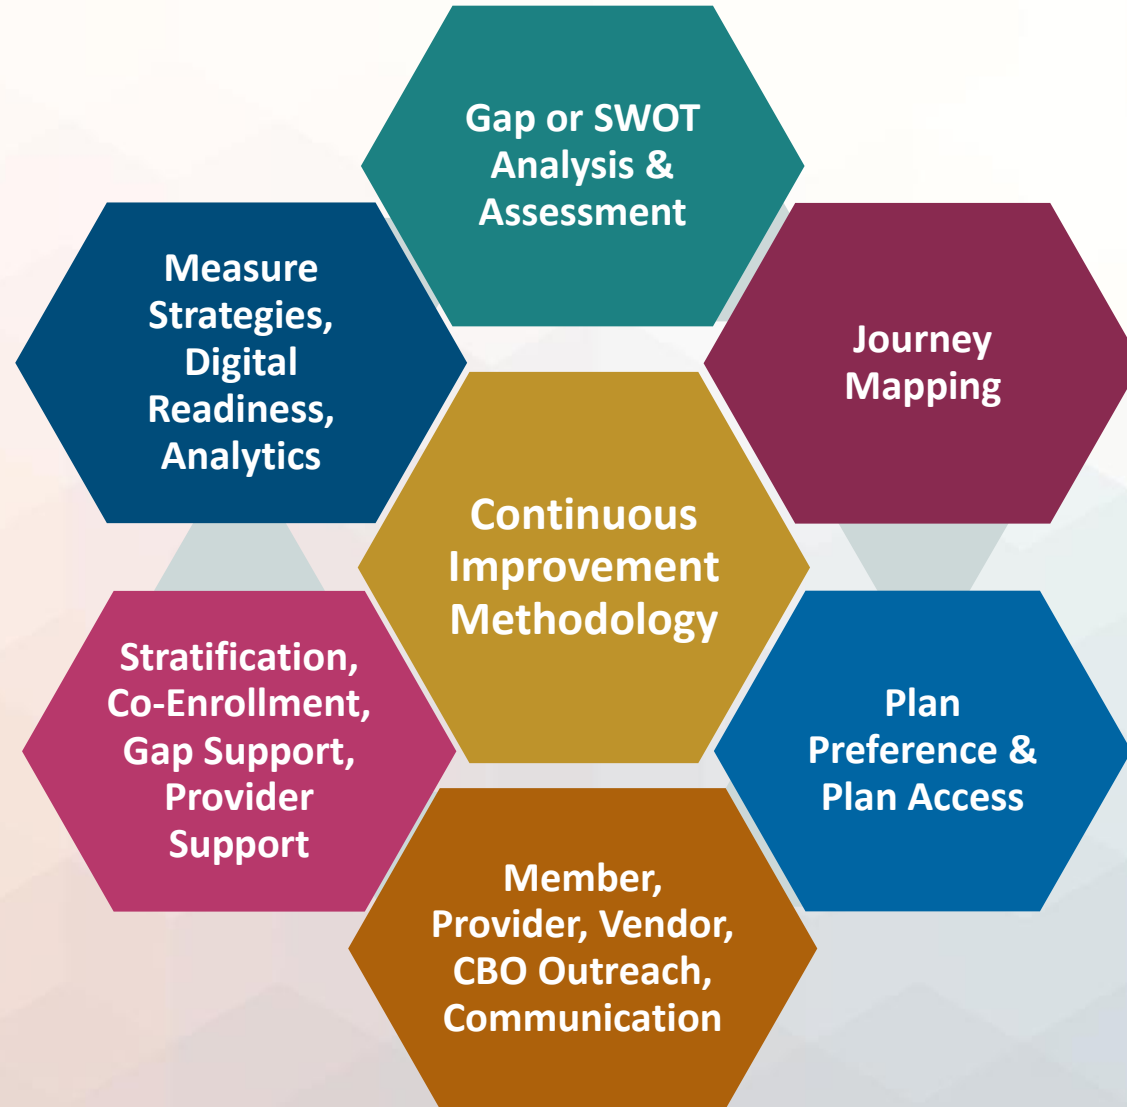 Gap or SWOT
Analysis &
Assessment
Measure
Strategies,
Digital
Readiness,
Analytics
Journey
Mapping
Continuous
Improvement
Methodology
Stratification,
Co-Enrollment,
Gap Support,
Provider
Support
Plan
Preference &
Plan Access
Member,
Provider, Vendor,
CBO Outreach,
Communication